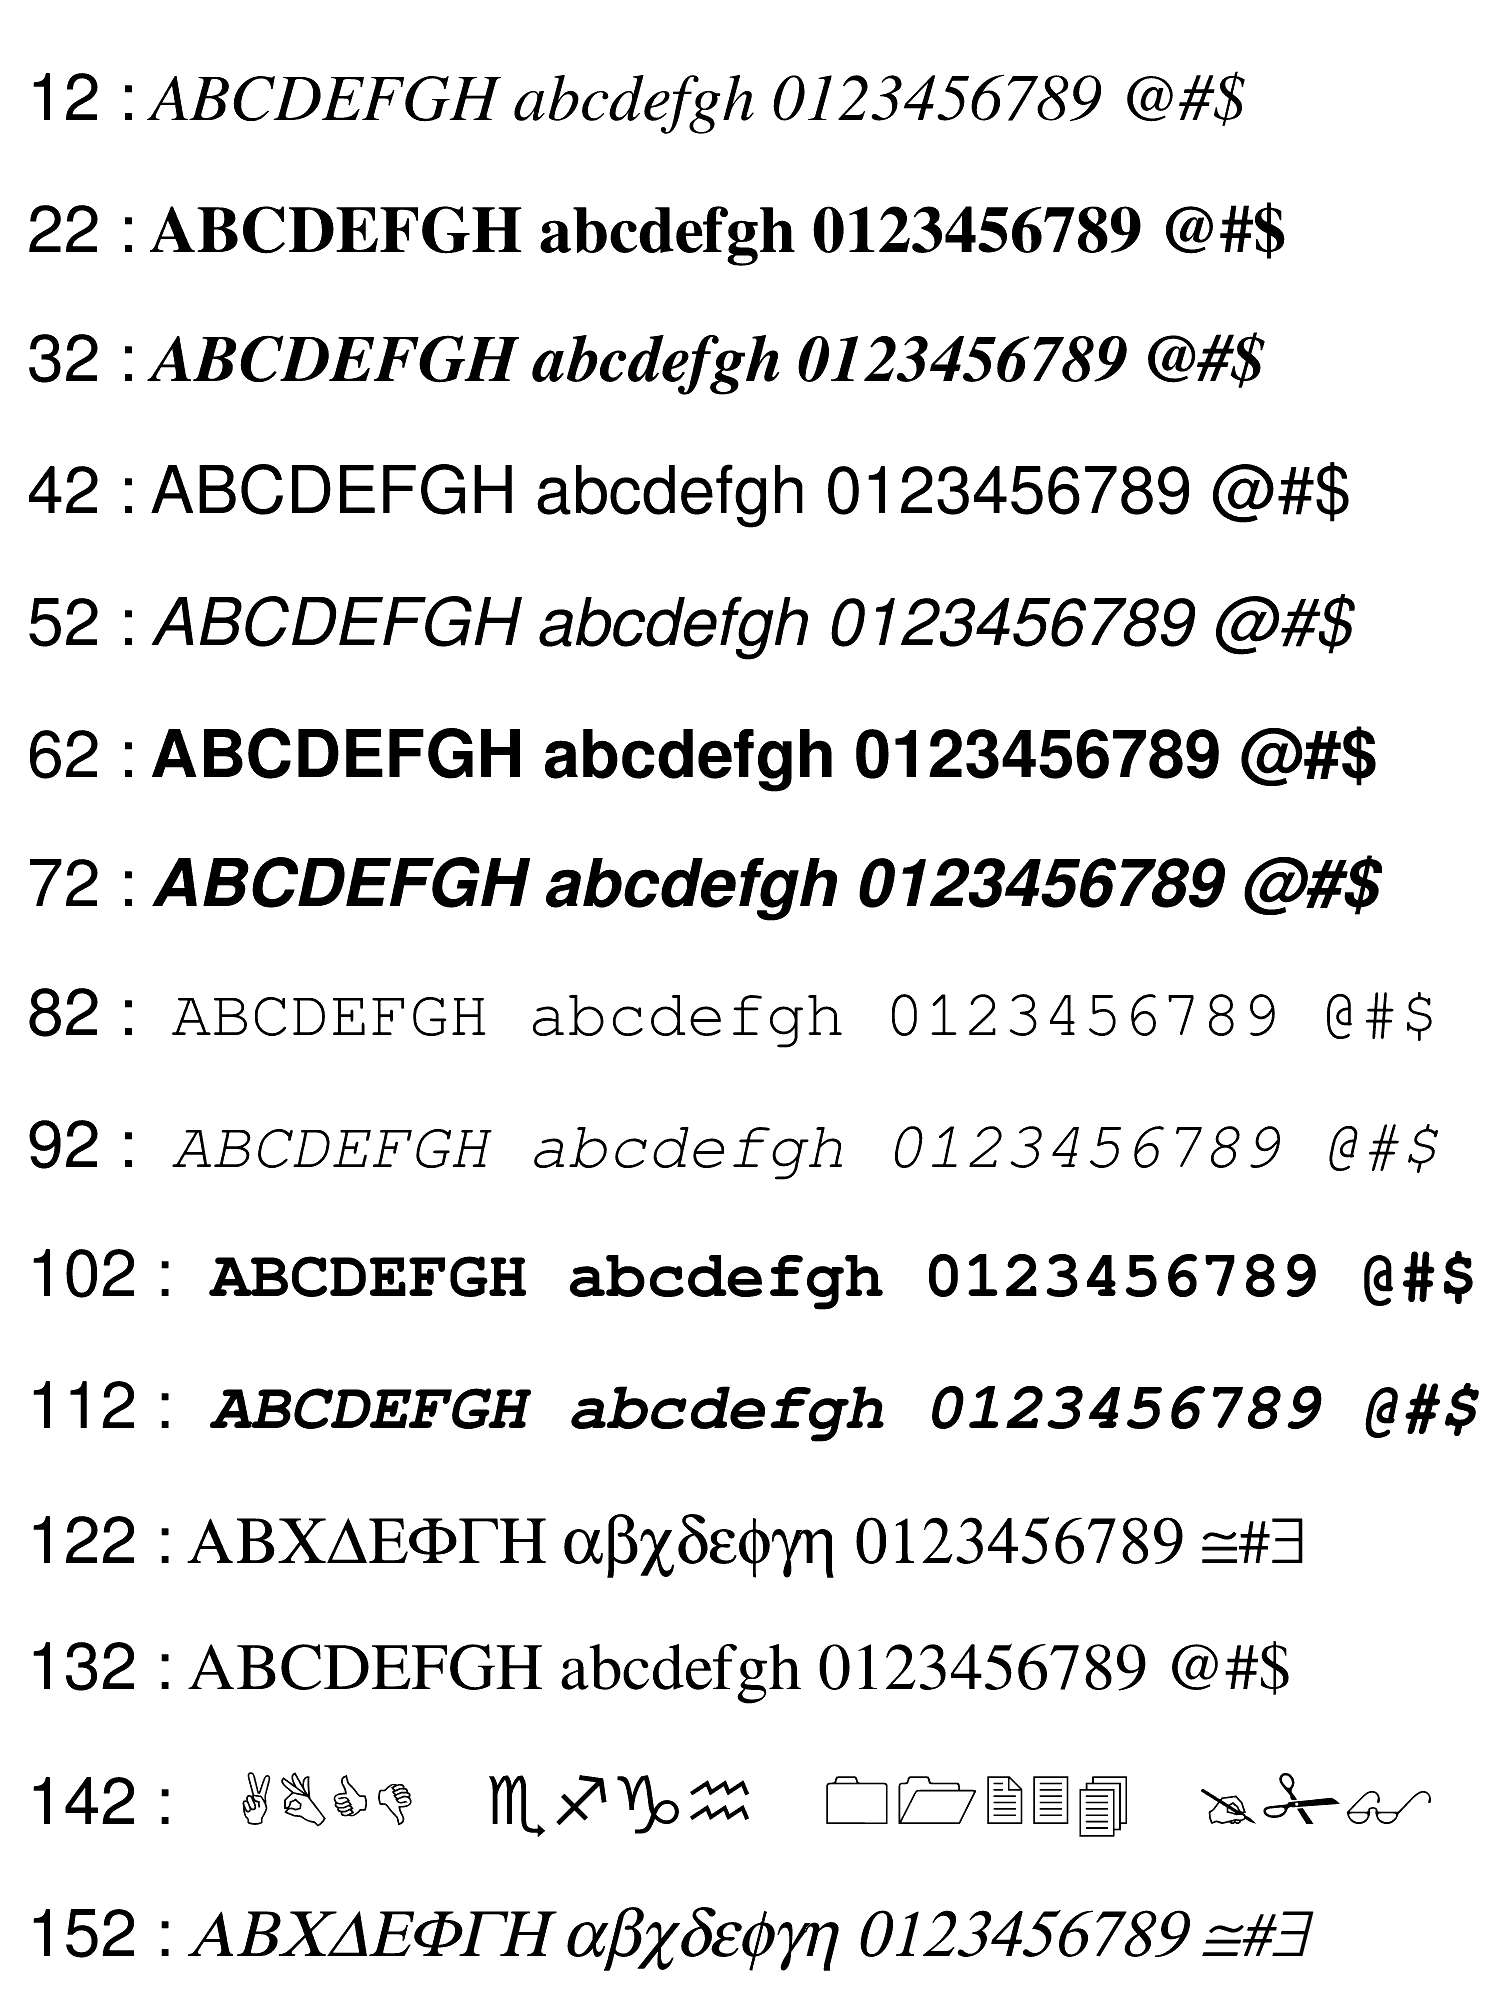 12 : ABCDEFGH abcdefgh 0123456789 @#$
22 : ABCDEFGH abcdefgh 0123456789 @#$
32 : ABCDEFGH abcdefgh 0123456789 @#$
42 : ABCDEFGH abcdefgh 0123456789 @#$
52 : ABCDEFGH abcdefgh 0123456789 @#$
62 : ABCDEFGH abcdefgh 0123456789 @#$
72 : ABCDEFGH abcdefgh 0123456789 @#$
82 : ABCDEFGH abcdefgh 0123456789 @#$
92 : ABCDEFGH abcdefgh 0123456789 @#$
102 : ABCDEFGH abcdefgh 0123456789 @#$
112 : ABCDEFGH abcdefgh 0123456789 @#$
122 : ΑΒΧΔΕΦΓΗ αβχδεϕγη 0123456789 ≅#∃
132 : ABCDEFGH abcdefgh 0123456789 @#$
142 : ✌👌👍👎 ♏♐♑♒ 🗀🗁🗎🗏🗐 ✍✁👓
152 : ΑΒΧΔΕΦΓΗ αβχδεϕγη 0123456789 ≅#∃